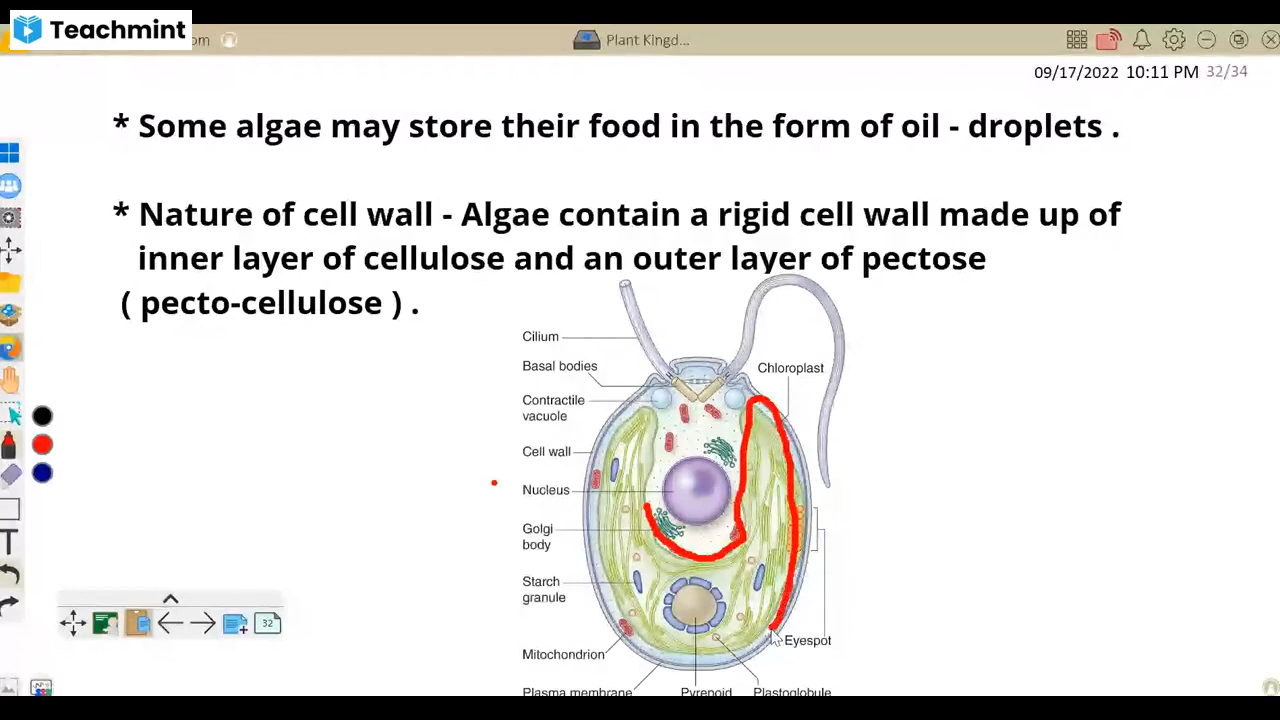 Teachmint
om
Plant Kingd...
09/17/2022 10:11 PM 32/34
* Some algae may store their food in the form of oil - droplets .
* Nature of cell wall - Algae contain a rigid cell wall made up of
inner layer of cellulose and an outer layer of pectose
( pecto-cellulose ) .
Cilium
Basal bodies
Chloroplast
Contractile
vacuole
Cell wall
Nucleus
Golgi
body
Starch
granule
Eyespot
Mitochondrion
Plasma membrane
Pyrenoid
Plastoglobule
T
32